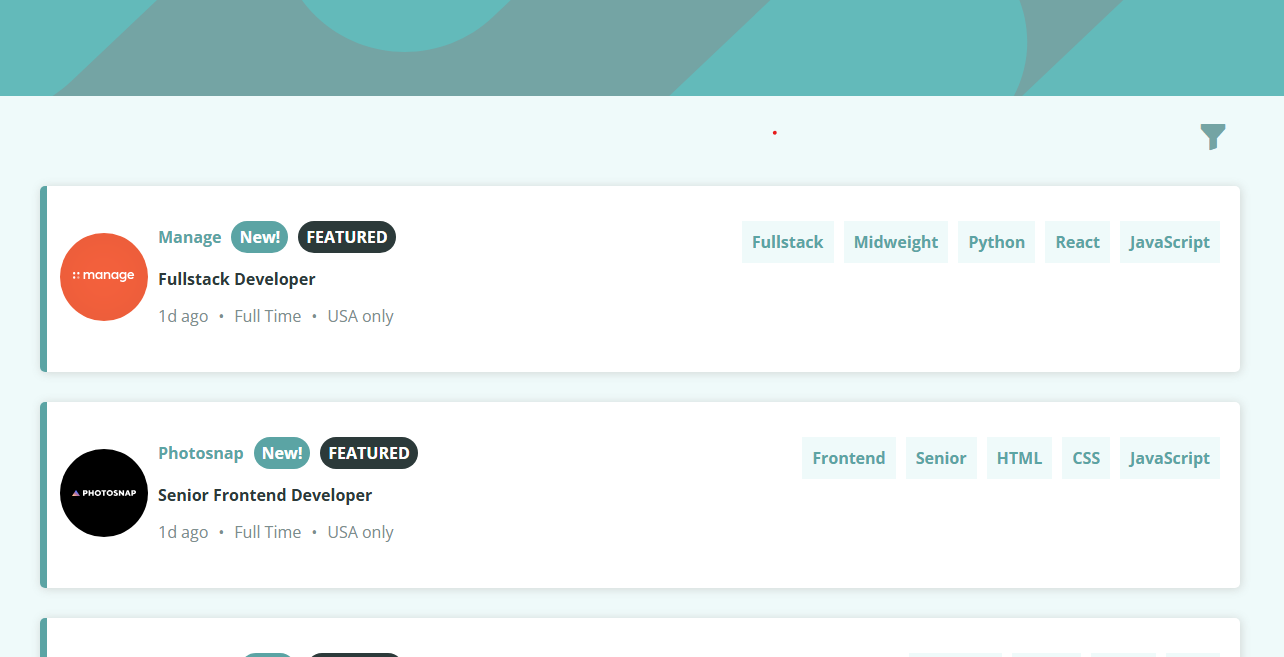 Manage New! FEATURED
Fullstack Midweight Python React JavaScript
manage
Fullstack Developer
1d ago • Full Time • USA only
Photosnap New! FEATURED
Frontend Senior HTML CSS JavaScript
PHOTOSNAP
Senior Frontend Developer
1d ago • Full Time • USA only